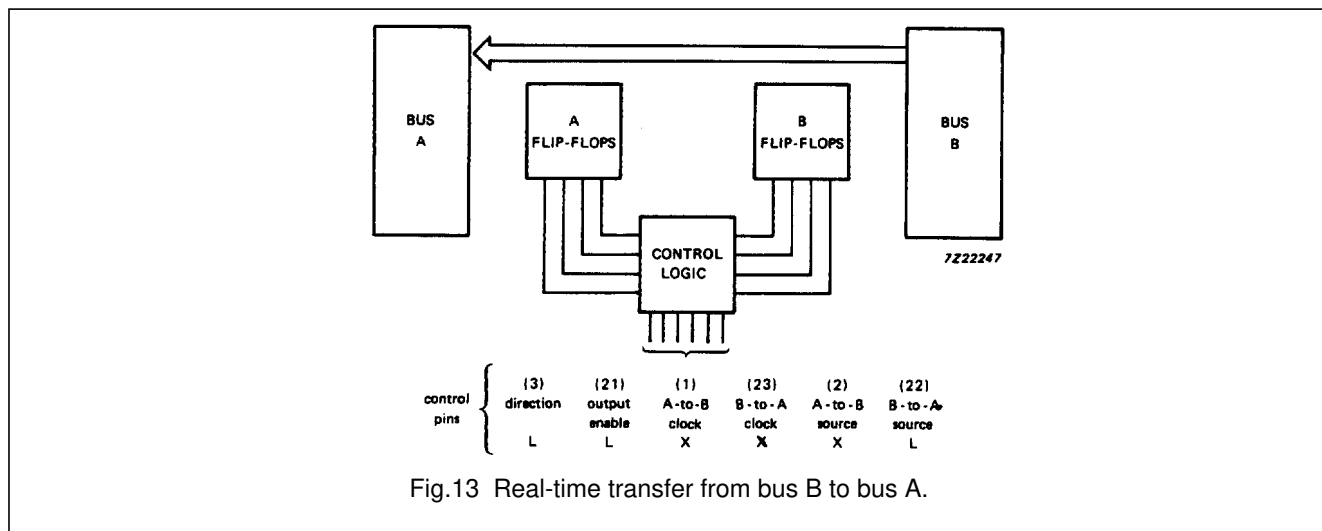 BUS
A
A
FLIP-FLOPS
B
FLIP-FLOPS
BUS
B
CONTROL
LOGIC
7Z22247
control
pins
(3) (21) (1) (23) (2) (22)
direction output A-to-B B-to-A A-to-B B-to-A
enable clock clock source source
L L X X X L
Fig.13 Real-time transfer from bus B to bus A.